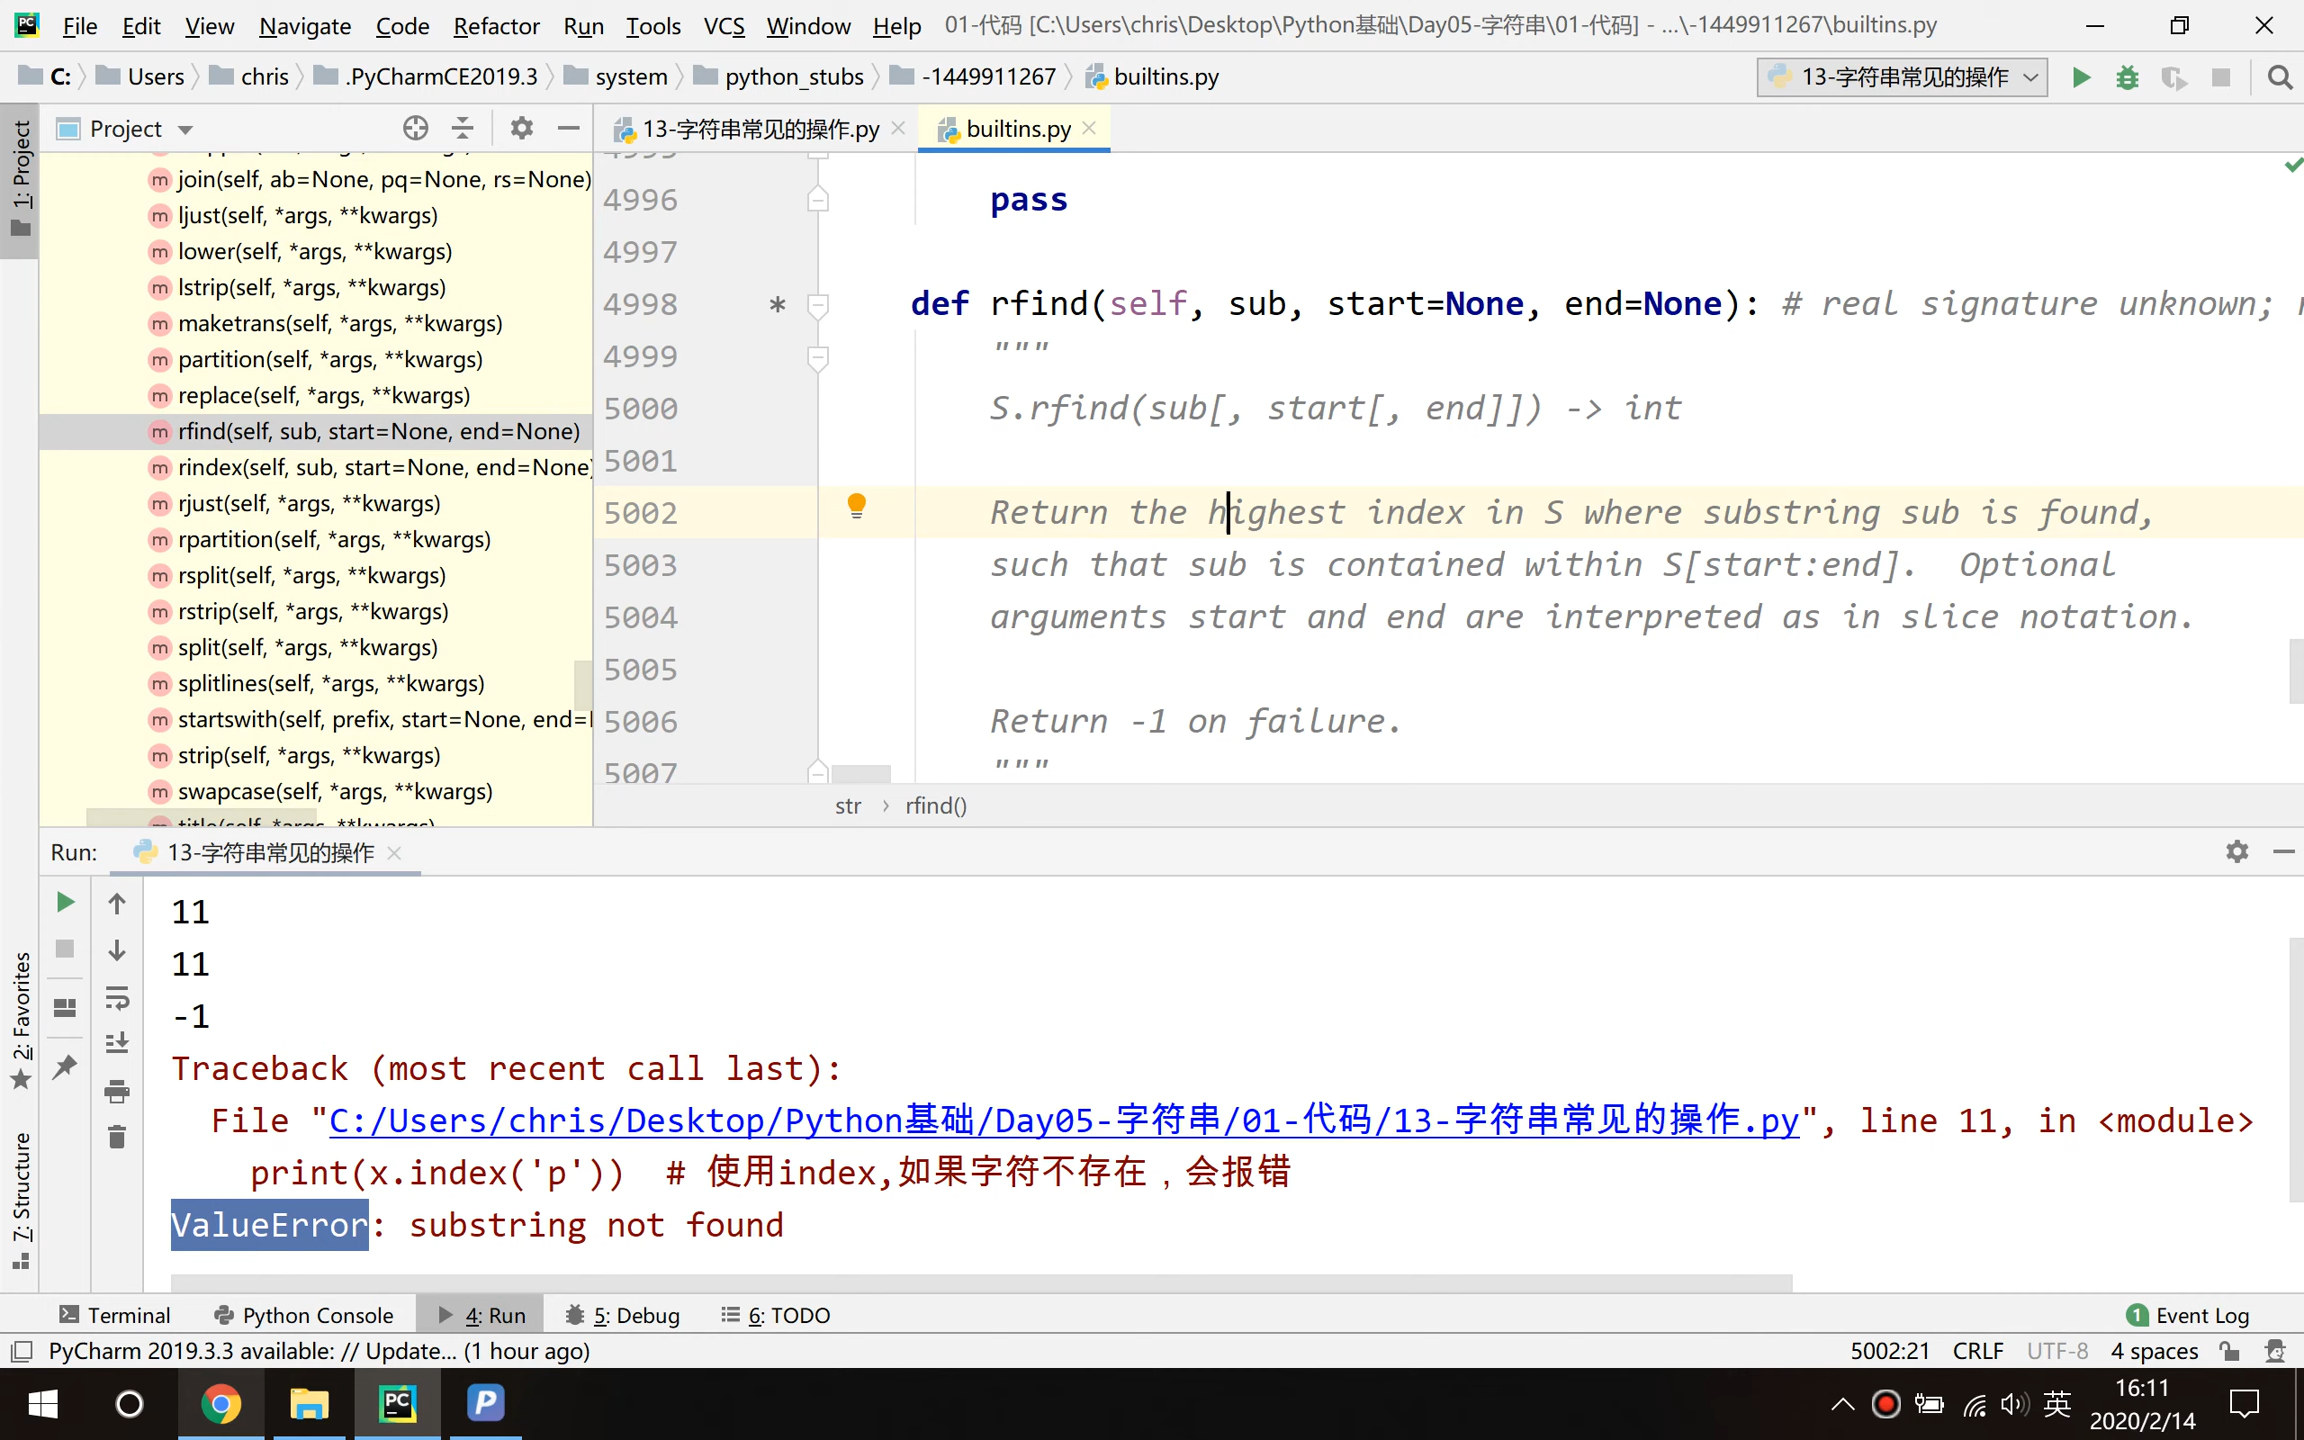 File Edit View Navigate Code Refactor Run Tools VCS Window Help 01-代码 [C:\Users\chris\Desktop\Python基础\Day05-字符串\01-代码] - ...\-1449911267\builtins.py
C: Users chris .PyCharmCE2019.3 system python_stubs -1449911267 builtins.py 13-字符串常见的操作
1: Project
Project
13-字符串常见的操作.py
builtins.py
join(self, ab=None, pq=None, rs=None)
ljust(self, *args, **kwargs)
lower(self, *args, **kwargs)
lstrip(self, *args, **kwargs)
maketrans(self, *args, **kwargs)
partition(self, *args, **kwargs)
replace(self, *args, **kwargs)
rfind(self, sub, start=None, end=None)
rindex(self, sub, start=None, end=None)
rjust(self, *args, **kwargs)
rpartition(self, *args, **kwargs)
rsplit(self, *args, **kwargs)
rstrip(self, *args, **kwargs)
split(self, *args, **kwargs)
splitlines(self, *args, **kwargs)
startswith(self, prefix, start=None, end=
strip(self, *args, **kwargs)
swapcase(self, *args, **kwargs)
title(self, *args, **kwargs)
4995
4996 pass
4997
4998 * def rfind(self, sub, start=None, end=None): # real signature unknown;
4999 """
5000 S.rfind(sub[, start[, end]]) -> int
5001
5002 Return the highest index in S where substring sub is found,
5003 such that sub is contained within S[start:end].  Optional
5004 arguments start and end are interpreted as in slice notation.
5005
5006 Return -1 on failure.
5007 """
str › rfind()
Run: 13-字符串常见的操作
11
11
-1
Traceback (most recent call last):
File "C:/Users/chris/Desktop/Python基础/Day05-字符串/01-代码/13-字符串常见的操作.py", line 11, in <module>
print(x.index('p'))  # 使用index,如果字符不存在，会报错
ValueError: substring not found
2: Favorites
7: Structure
Terminal Python Console 4: Run 5: Debug 6: TODO 1 Event Log
PyCharm 2019.3.3 available: // Update... (1 hour ago) 5002:21 CRLF UTF-8 4 spaces
PC
P
英
16:11
2020/2/14